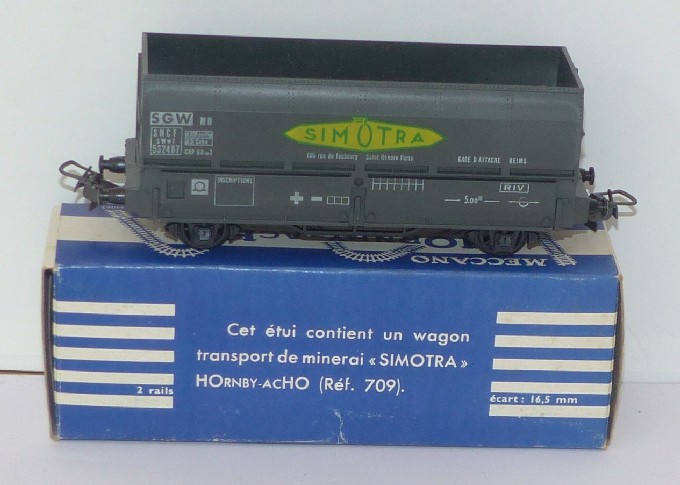 SGW
SNCF
SIMOTRA
GARE D'ATTACHE REIMS
INSCRIPTIONS
+ -
RIV
MECCANO
Cet étui contient un wagon
transport de minerai « SIMOTRA »
HORNBY-ACHO (Réf. 709).
2 rails
écart : 16,5 mm